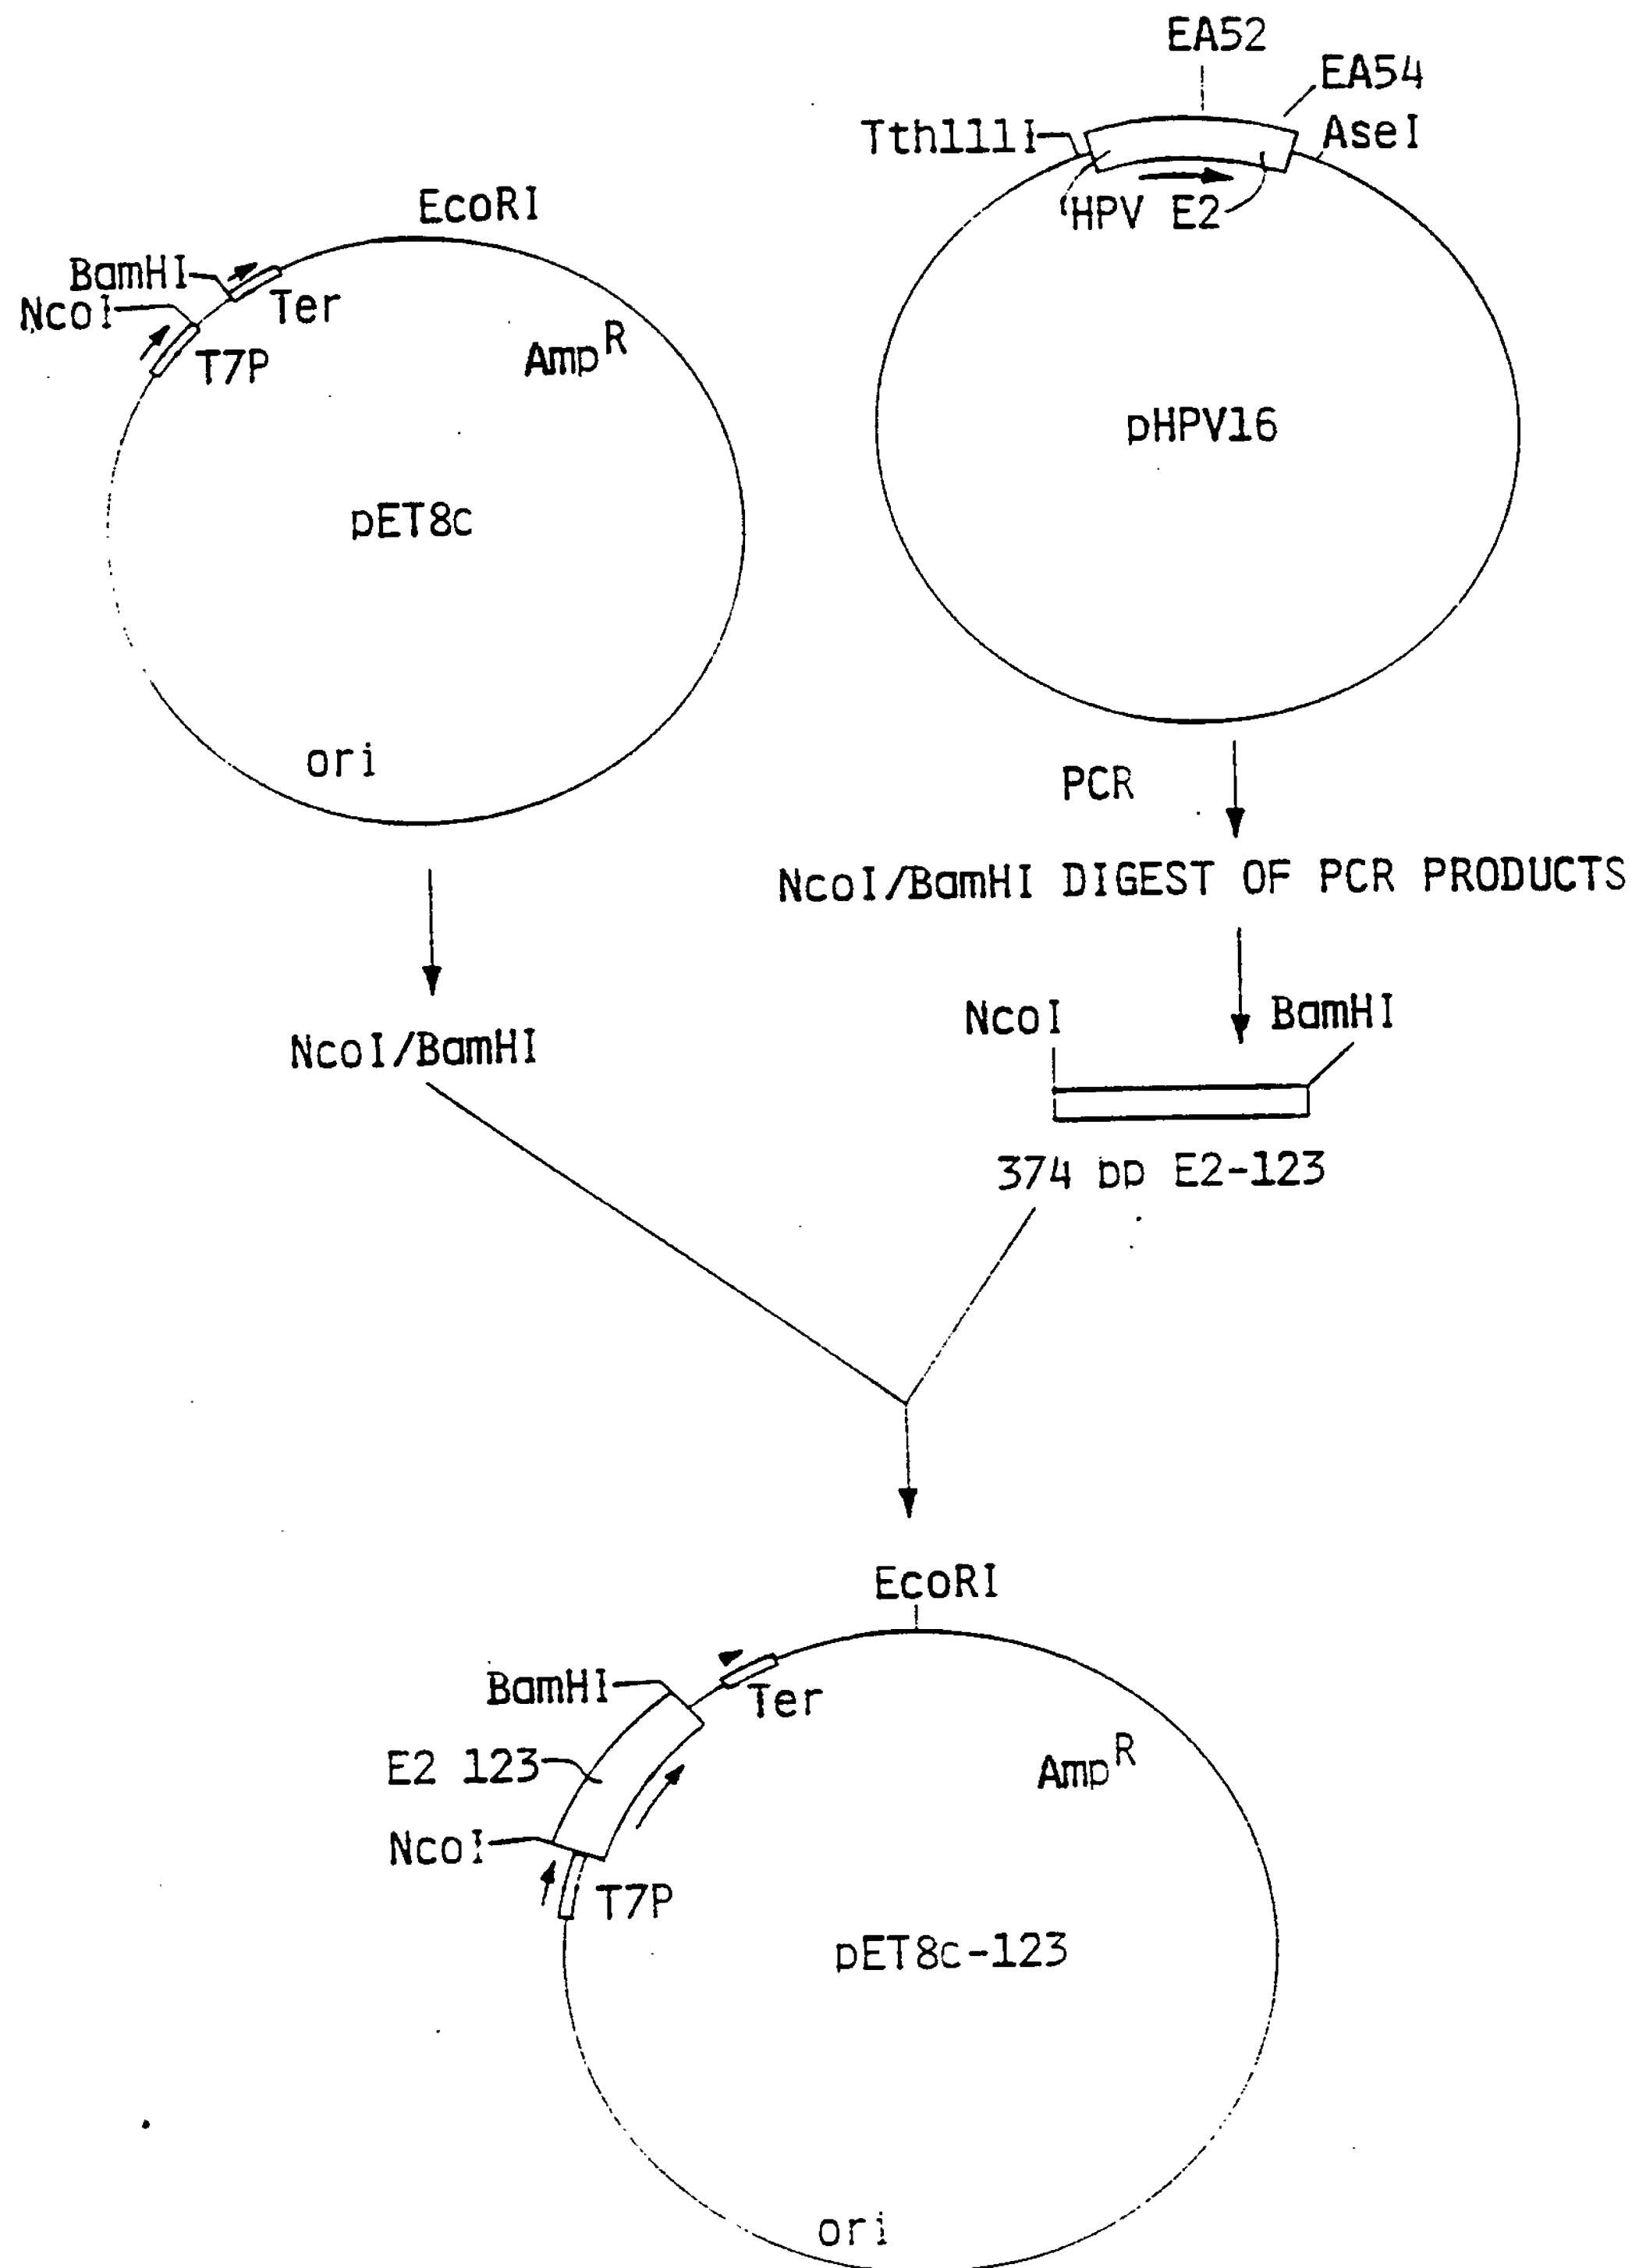 EA52
EA54
Tth111I
AseI
HPV E2
EcoRI
BamHI
NcoI
Ter
T7P
Amp^R
pHPV16
pET8c
ori
PCR
NcoI/BamHI DIGEST OF PCR PRODUCTS
NcoI
BamHI
NcoI/BamHI
374 bp E2-123
EcoRI
BamHI
Ter
E2 123
Amp^R
NcoI
T7P
pET8c-123
ori